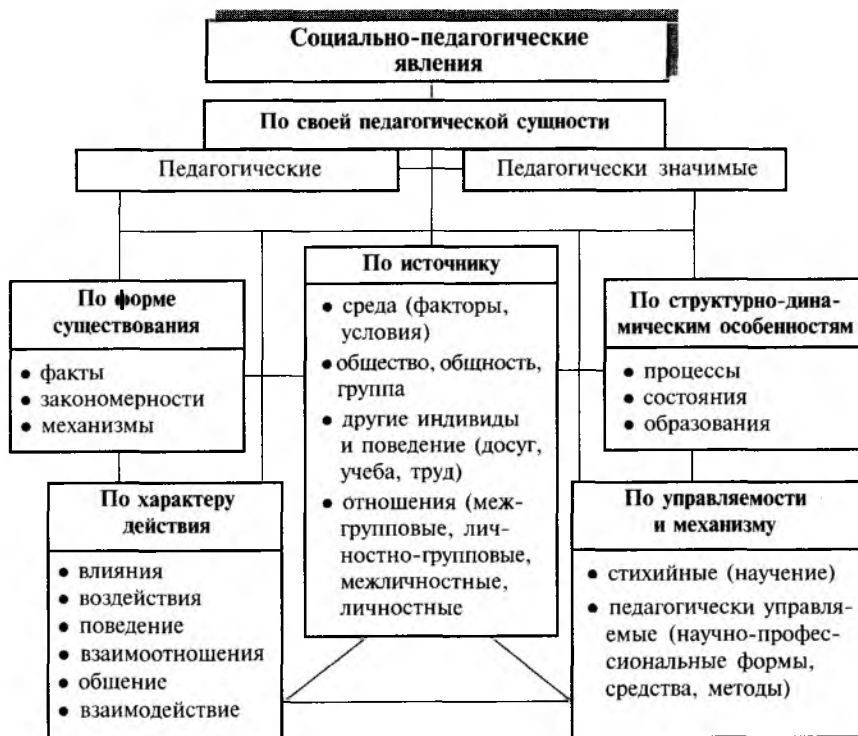 Социально-педагогические
явления
По своей педагогической сущности
Педагогические
Педагогически значимые
По форме
существования
• факты
• закономерности
• механизмы
По источнику
• среда (факторы,
условия)
• общество, общность,
группа
• другие индивиды
и поведение (досуг,
учеба, труд)
• отношения (меж-
групповые, лич-
ностно-групповые,
межличностные,
личностные
По структурно-дина-
мическим особенностям
• процессы
• состояния
• образования
По характеру
действия
• влияния
• воздействия
• поведение
• взаимоотношения
• общение
• взаимодействие
По управляемости
и механизму
• стихийные (научение)
• педагогически управля-
емые (научно-профес-
сиональные формы,
средства, методы)